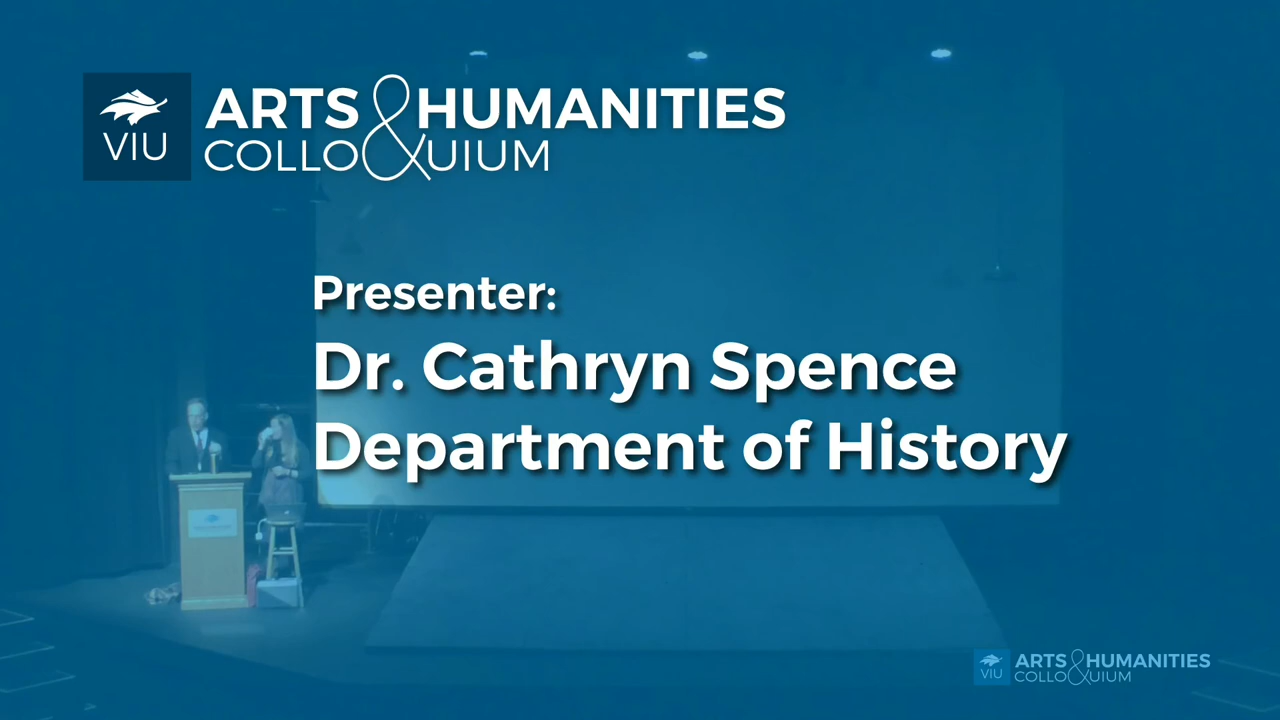 VIU
ARTS & HUMANITIES
COLLOQUIUM
Presenter:
Dr. Cathryn Spence
Department of History
VIU
ARTS & HUMANITIES
COLLOQUIUM